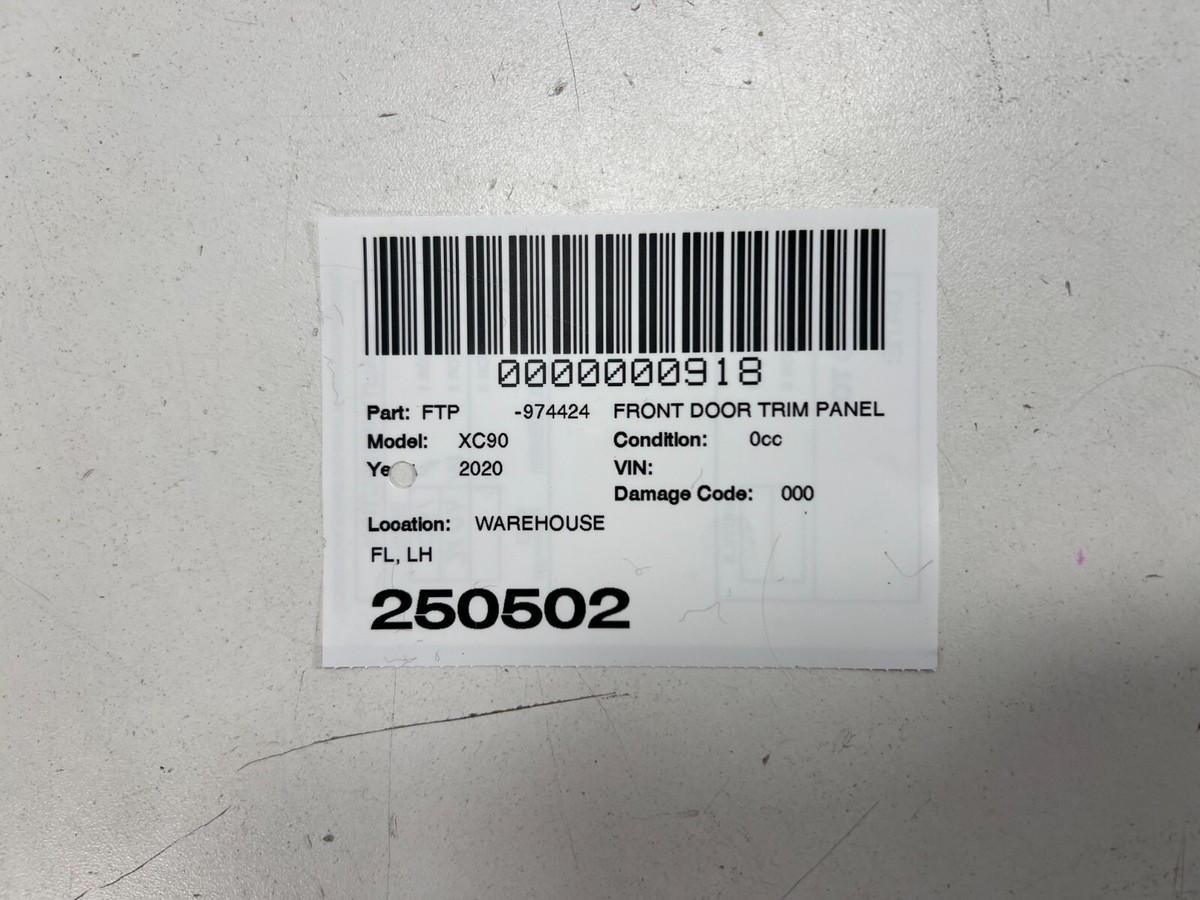 0000000918
Part: FTP -974424 FRONT DOOR TRIM PANEL
Model: XC90 Condition: 0cc
Ye 2020 VIN:
Damage Code: 000
Location: WAREHOUSE
FL, LH
250502